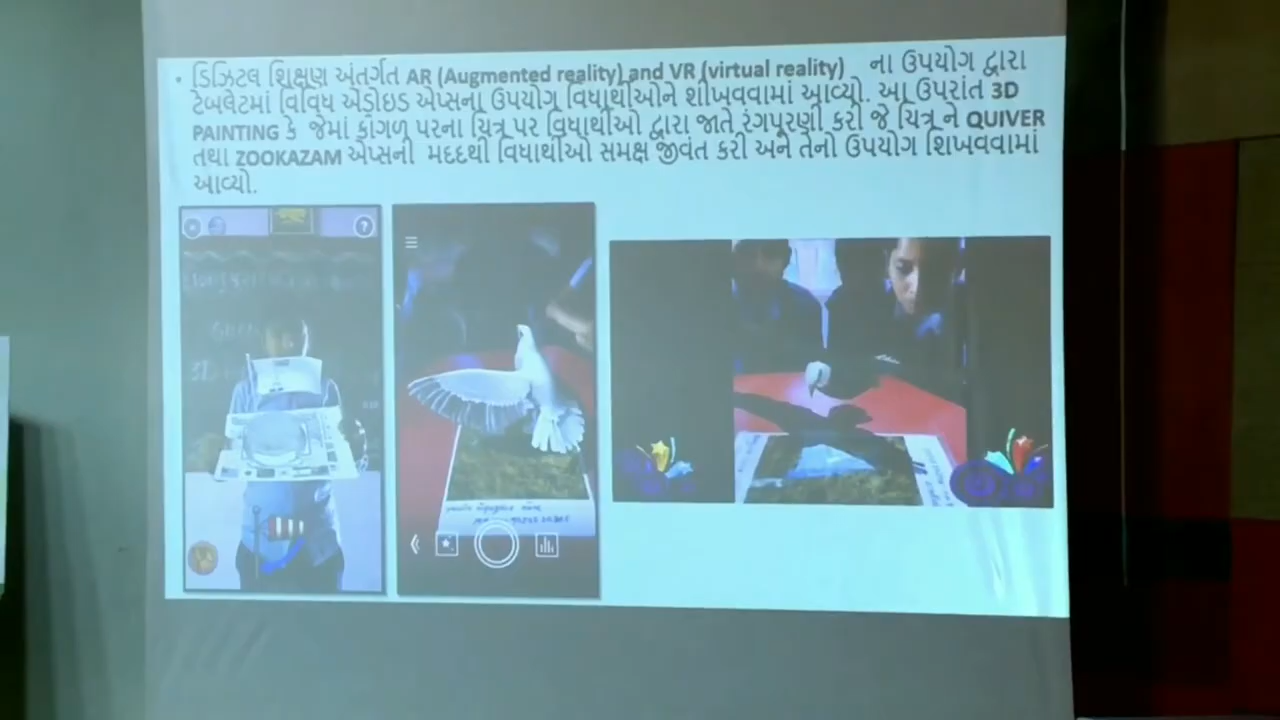 • ડિઝિટલ શિક્ષણ અંતર્ગત AR (Augmented reality) and VR (virtual reality) ના ઉપયોગ દ્વારા
ટેબલેટમાં વિવિધ એંડ્રોઇડ એપ્સના ઉપયોગ વિધાર્થીઓને શીખવવામાં આવ્યો. આ ઉપરાંત 3D
PAINTING કે જેમાં કાગળ પરના ચિત્ર પર વિધાર્થીઓ દ્વારા જાતે રંગપૂરણી કરી જે ચિત્ર ને QUIVER
તથા ZOOKAZAM એપ્સની મદદથી વિધાર્થીઓ સમક્ષ જીવંત કરી અને તેનો ઉપયોગ શિખવવામાં
આવ્યો.
?